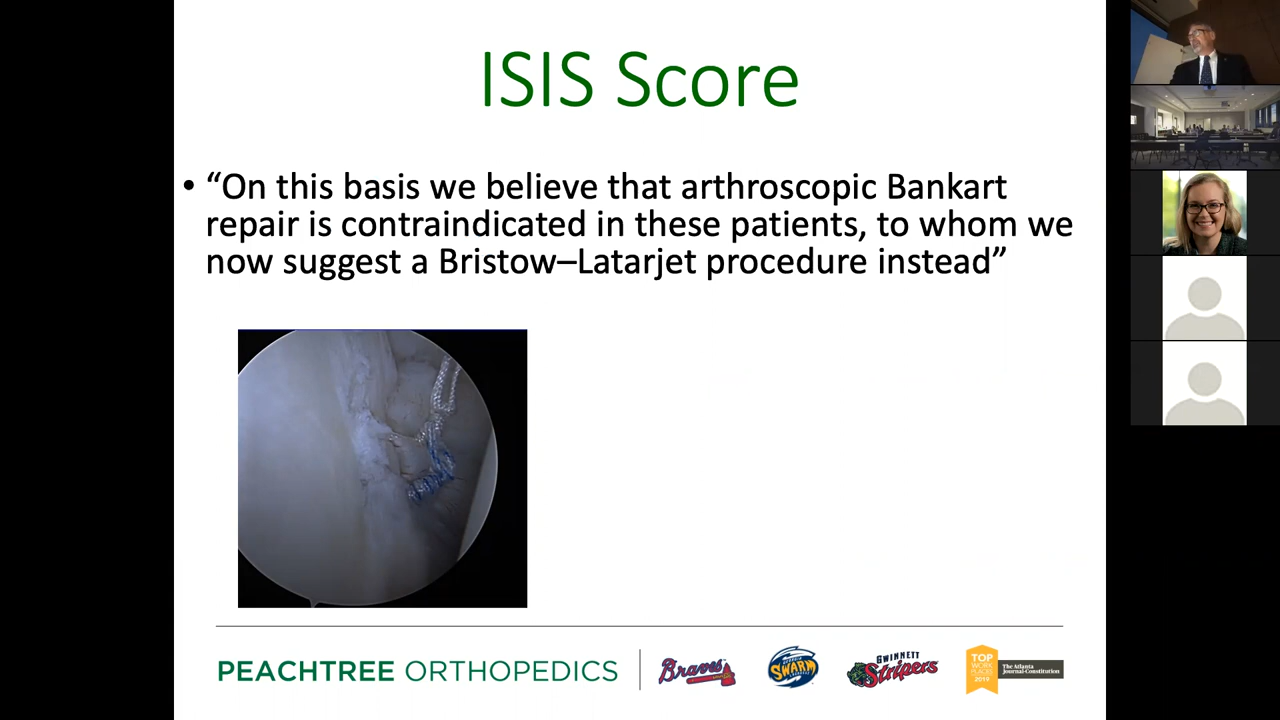 ISIS Score
• “On this basis we believe that arthroscopic Bankart
repair is contraindicated in these patients, to whom we
now suggest a Bristow–Latarjet procedure instead”
PEACHTREE ORTHOPEDICS
Braves
SWARM
GWINNETT
Stripers
TOP
WORK
PLACES
2019
The Atlanta
Journal-Constitution